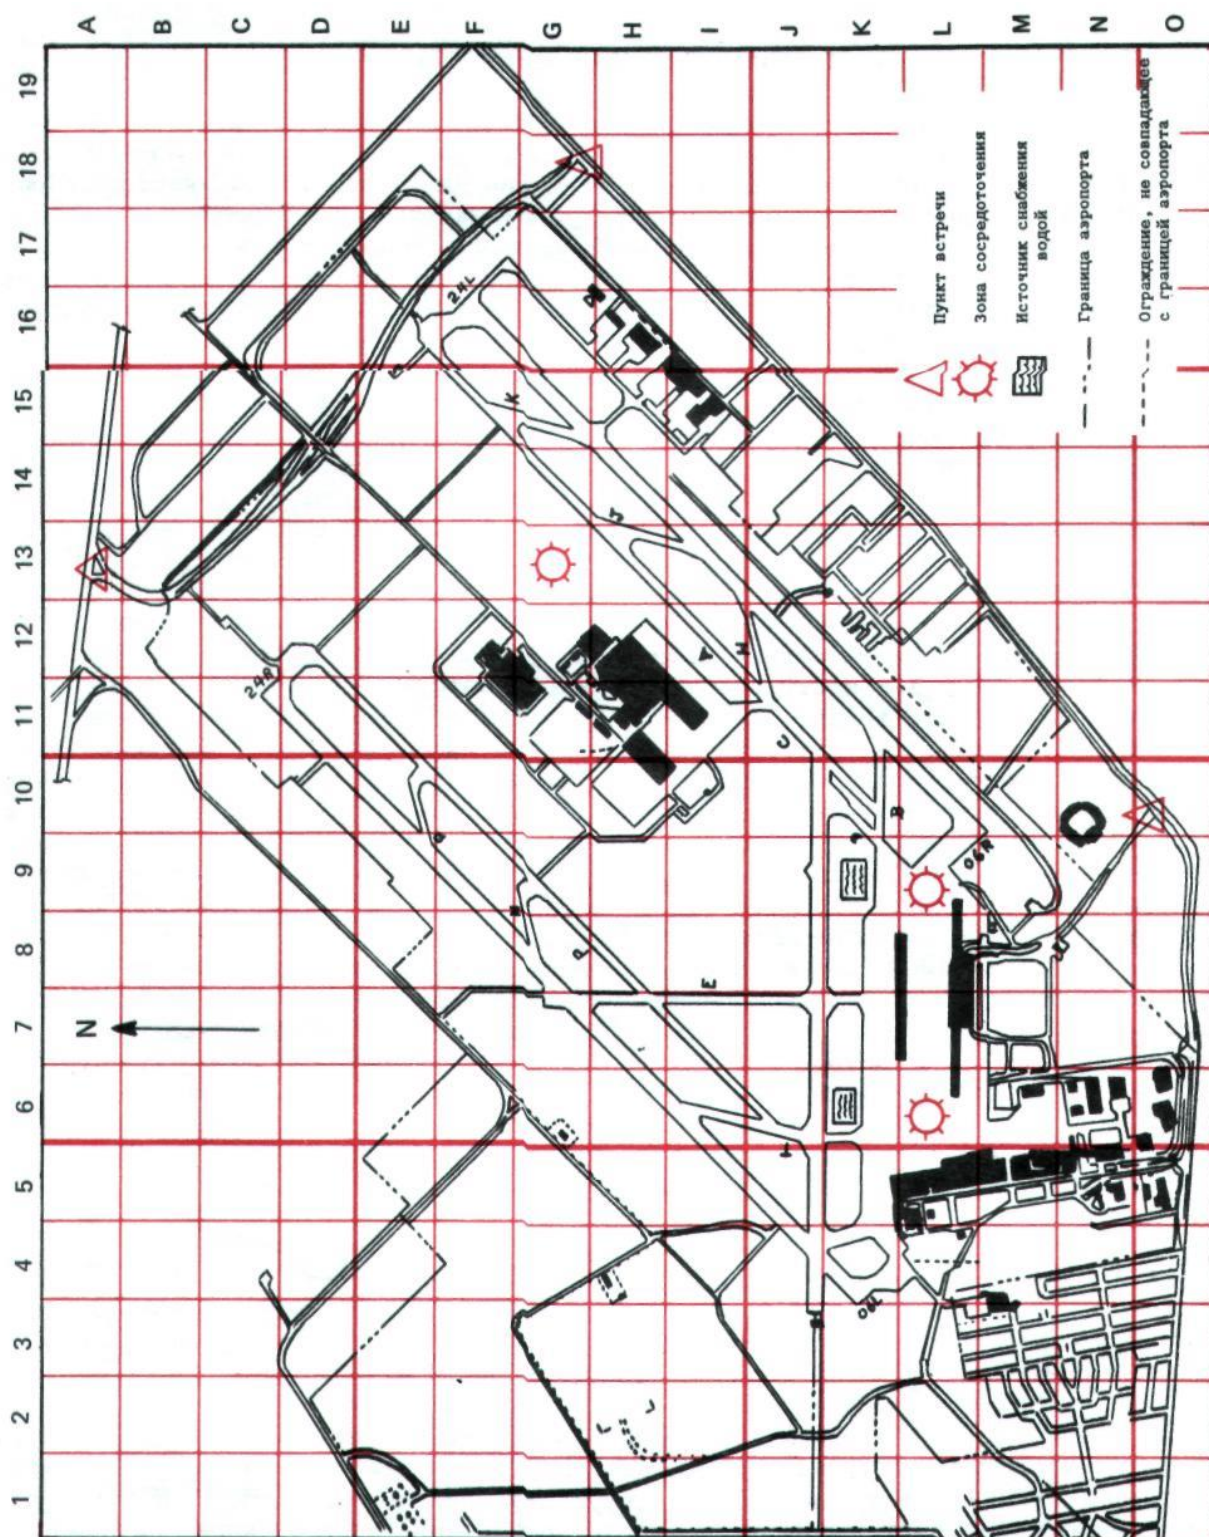 A
B
C
D
E
F
G
H
I
J
K
L
M
N
O
19
18
17
16
15
14
13
12
11
10
9
8
7
6
5
4
3
2
1
N
24L
24R
06R
06L
K
J
H
A
C
B
E
P
T
Пункт встречи
Зона сосредоточения
Источник снабжения
водой
Граница аэропорта
Ограждение, не совпадающее
с границей аэропорта